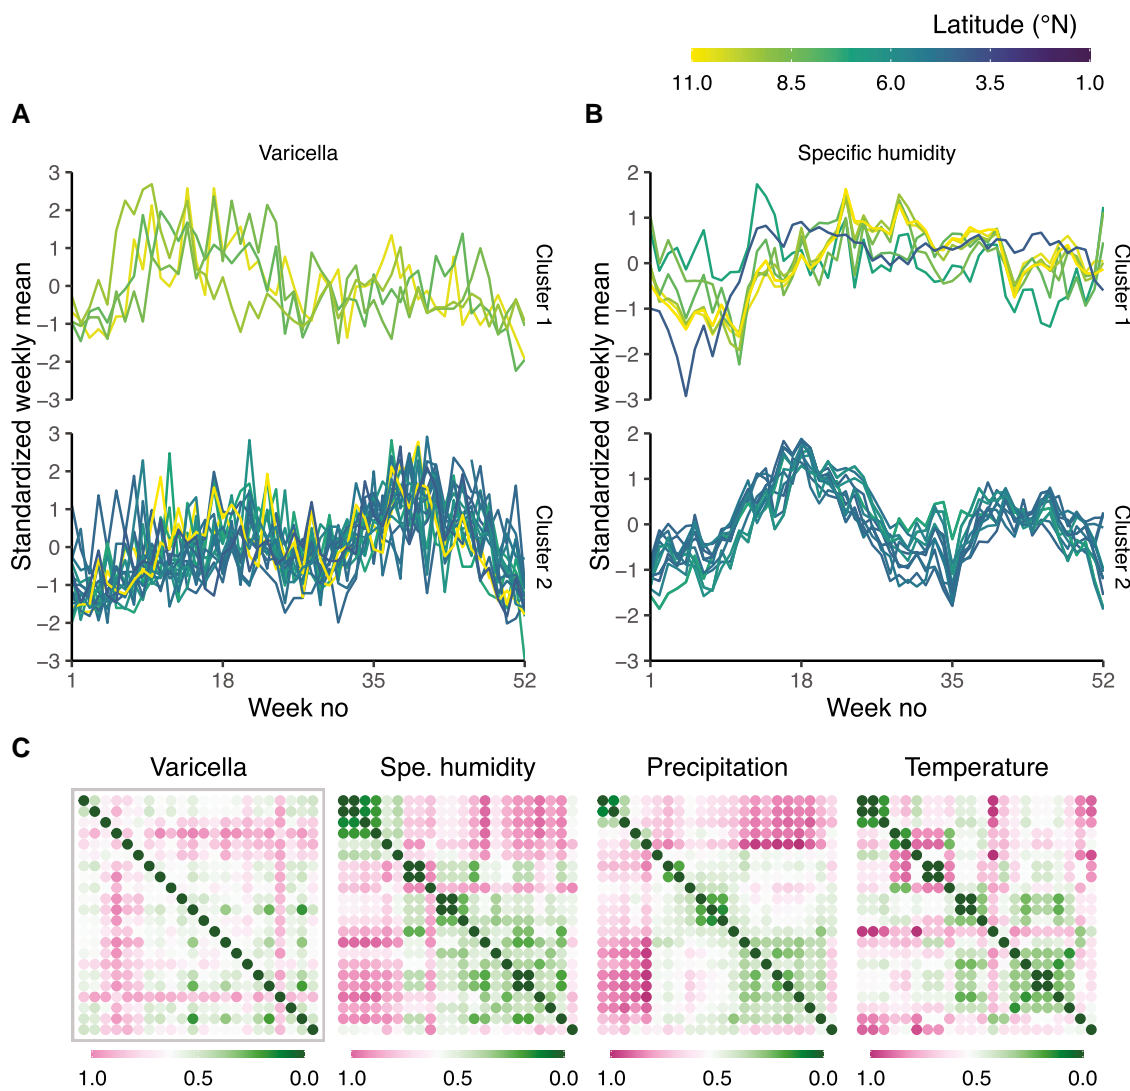 Latitude (°N)
11.0 8.5 6.0 3.5 1.0
A B
Varicella Specific humidity
3 2 1 0 −1 −2 −3
2 1 0 −1 −2 −3
Cluster 1 Cluster 1
Standardized weekly mean Standardized weekly mean
3 2 1 0 −1 −2 −3
2 1 0 −1 −2 −3
Cluster 2 Cluster 2
1 18 35 52 1 18 35 52
Week no Week no
C
Varicella Spe. humidity Precipitation Temperature
1.0 0.5 0.0 1.0 0.5 0.0 1.0 0.5 0.0 1.0 0.5 0.0